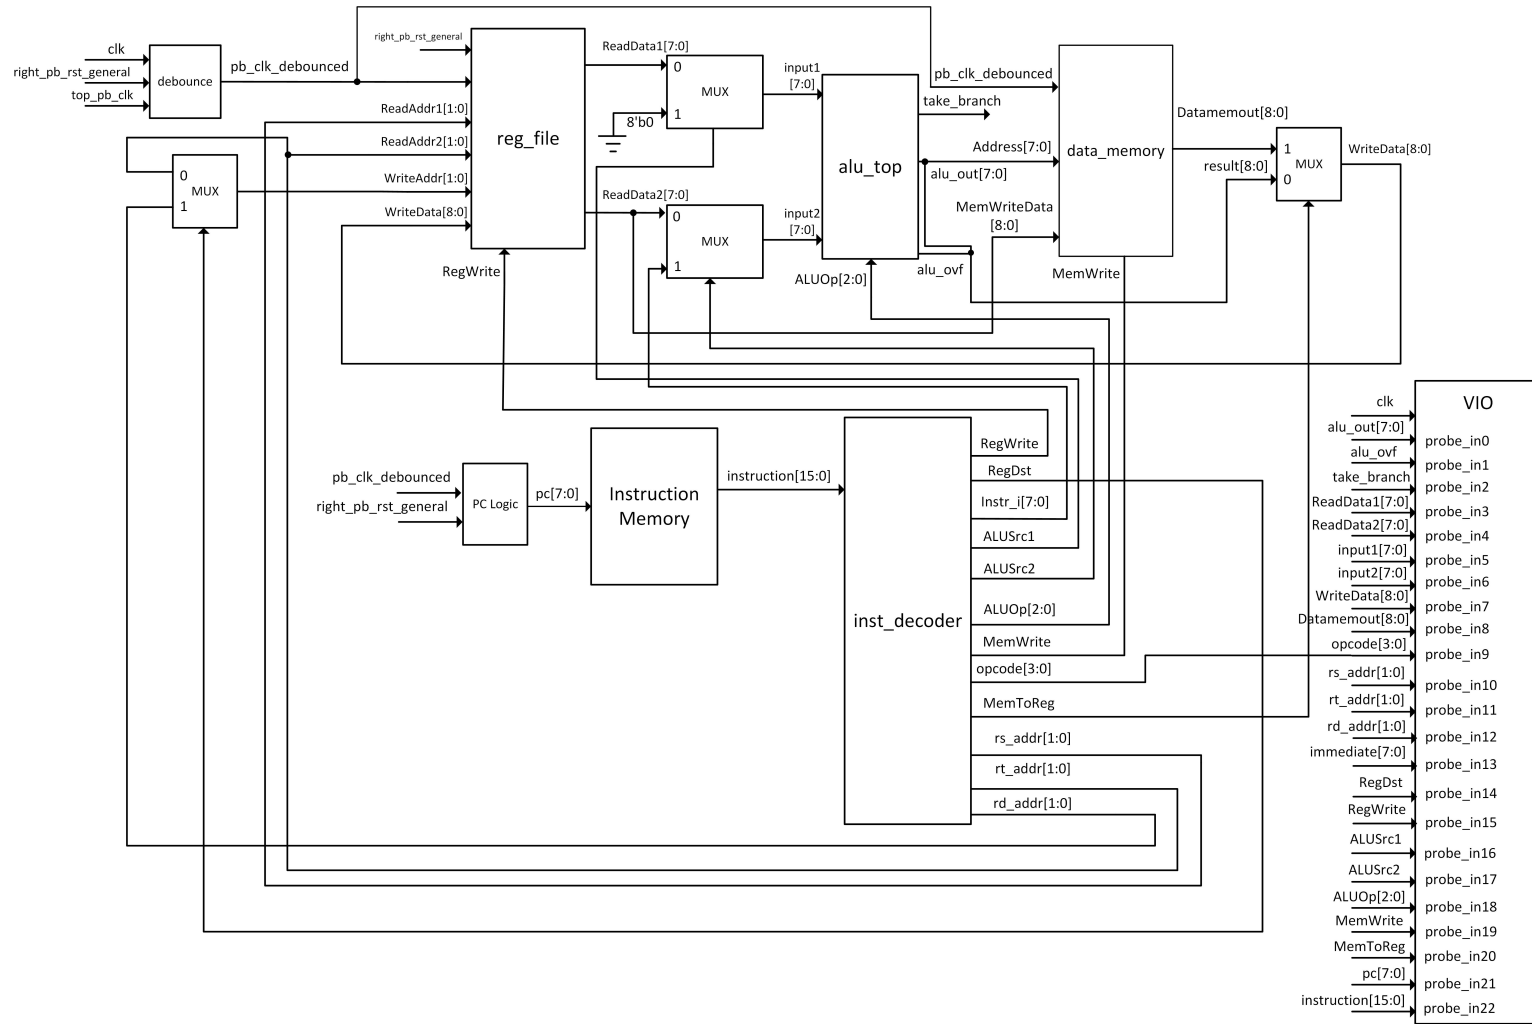 clk
right_pb_rst_general
top_pb_clk
debounce
pb_clk_debounced
right_pb_rst_general
ReadAddr1[1:0]
ReadAddr2[1:0]
WriteAddr[1:0]
WriteData[8:0]
0
MUX
1
reg_file
RegWrite
ReadData1[7:0]
0
MUX
1
8'b0
ReadData2[7:0]
0
MUX
1
input1
[7:0]
input2
[7:0]
alu_top
ALUOp[2:0]
pb_clk_debounced
take_branch
Address[7:0]
alu_out[7:0]
MemWriteData
[8:0]
alu_ovf
data_memory
MemWrite
Datamemout[8:0]
result[8:0]
1
MUX
0
WriteData[8:0]
pb_clk_debounced
right_pb_rst_general
PC Logic
pc[7:0]
Instruction
Memory
instruction[15:0]
inst_decoder
RegWrite
RegDst
Instr_i[7:0]
ALUSrc1
ALUSrc2
ALUOp[2:0]
MemWrite
opcode[3:0]
MemToReg
rs_addr[1:0]
rt_addr[1:0]
rd_addr[1:0]
VIO
clk
alu_out[7:0]
probe_in0
alu_ovf
probe_in1
take_branch
probe_in2
ReadData1[7:0]
probe_in3
ReadData2[7:0]
probe_in4
input1[7:0]
probe_in5
input2[7:0]
probe_in6
WriteData[8:0]
probe_in7
Datamemout[8:0]
probe_in8
opcode[3:0]
probe_in9
rs_addr[1:0]
probe_in10
rt_addr[1:0]
probe_in11
rd_addr[1:0]
probe_in12
immediate[7:0]
probe_in13
RegDst
probe_in14
RegWrite
probe_in15
ALUSrc1
probe_in16
ALUSrc2
probe_in17
ALUOp[2:0]
probe_in18
MemWrite
probe_in19
MemToReg
probe_in20
pc[7:0]
probe_in21
instruction[15:0]
probe_in22